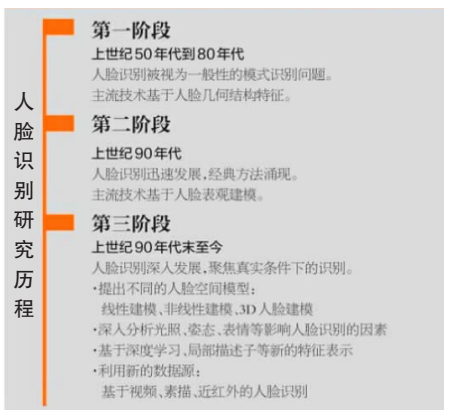 人脸识别研究历程
第一阶段
上世纪50年代到80年代
人脸识别被视为一般性的模式识别问题。
主流技术基于人脸几何结构特征。
第二阶段
上世纪90年代
人脸识别迅速发展,经典方法涌现。
主流技术基于人脸表观建模。
第三阶段
上世纪90年代末至今
人脸识别深入发展,聚焦真实条件下的识别。
·提出不同的人脸空间模型:
线性建模、非线性建模、3D人脸建模
·深入分析光照、姿态、表情等影响人脸识别的因素
·基于深度学习、局部描述子等新的特征表示
·利用新的数据源:
基于视频、素描、近红外的人脸识别